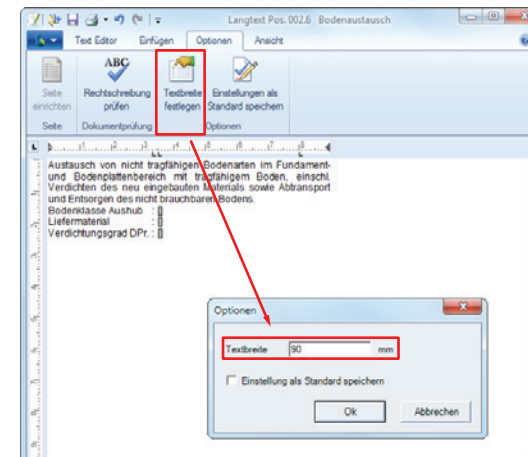 Langtext Pos. 002.6 Bodenaustausch
Text Editor Einfügen Optionen Ansicht
ABC
Seite einrichten
Rechtschreibung prüfen
Textbreite festlegen
Einstellungen als Standard speichern
Seite Dokumentprüfung Optionen
Austausch von nicht tragfähigen Bodenarten im Fundament-
und Bodenplattenbereich mit tragfähigem Boden, einschl.
Verdichten des neu eingebauten Materials sowie Abtransport
und Entsorgen des nicht brauchbaren Bodens.
Bodenklasse Aushub : []
Liefermaterial : []
Verdichtungsgrad DPr. : []
Optionen
Textbreite 90 mm
Einstellung als Standard speichern
Ok Abbrechen